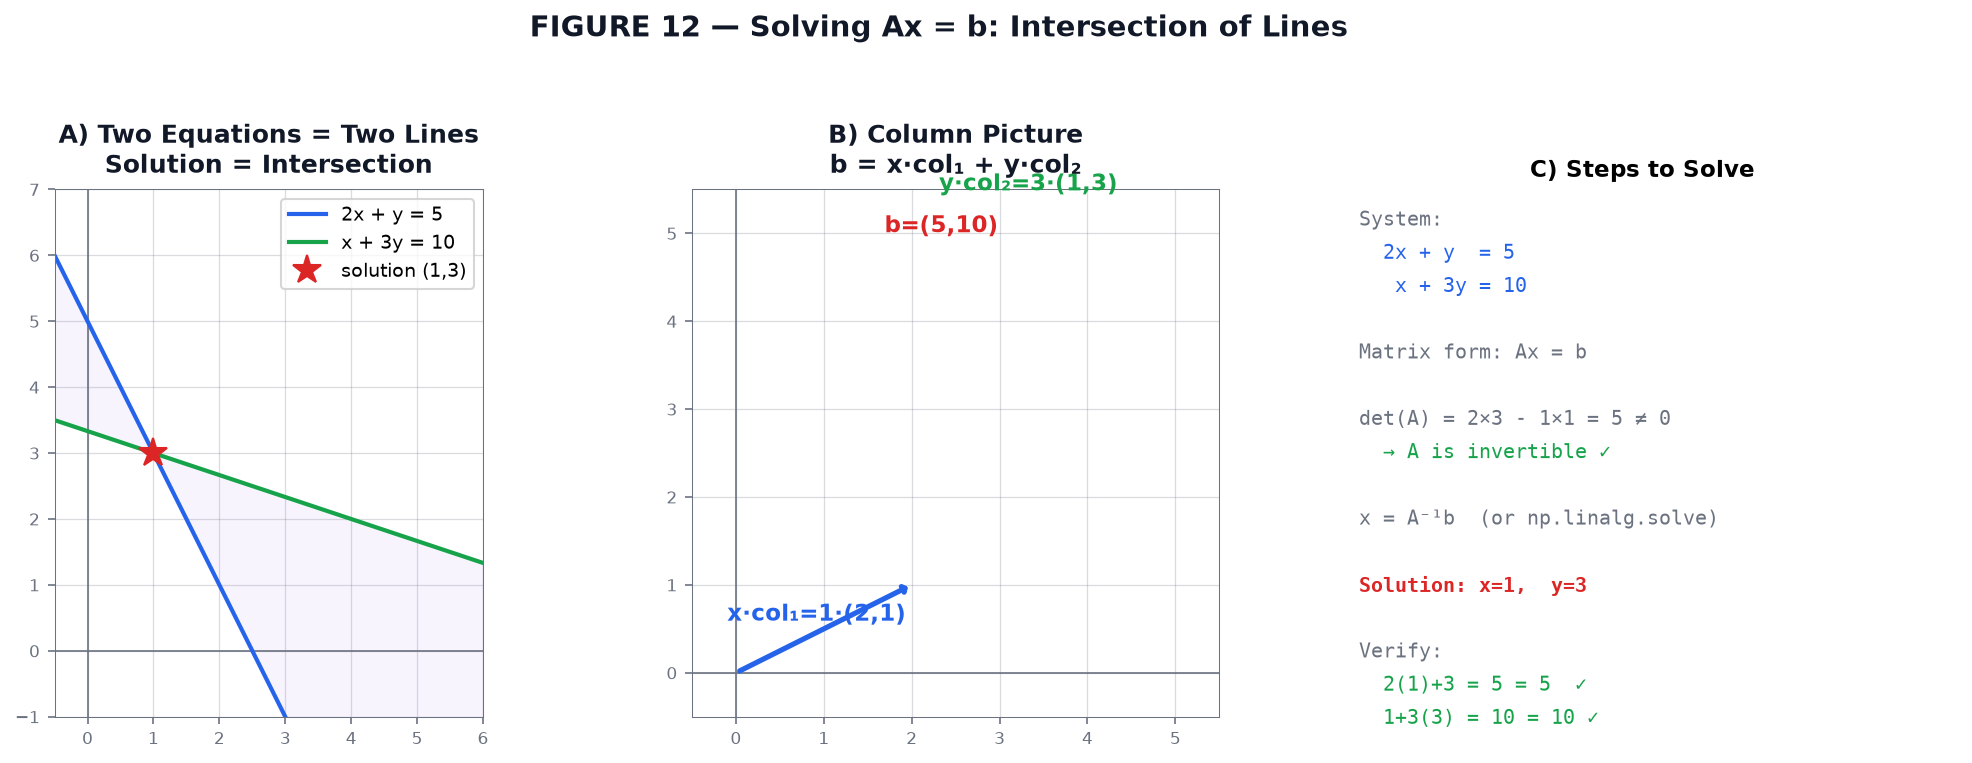 FIGURE 12 — Solving Ax = b: Intersection of Lines
A) Two Equations = Two Lines
Solution = Intersection
7
6
5
4
3
2
1
0
−1
0
1
2
3
4
5
6
2x + y = 5
x + 3y = 10
solution (1,3)
B) Column Picture
b = x·col₁ + y·col₂
y·col₂=3·(1,3)
b=(5,10)
x·col₁=1·(2,1)
5
4
3
2
1
0
0
1
2
3
4
5
C) Steps to Solve
System:
2x + y  = 5
x + 3y = 10
Matrix form: Ax = b
det(A) = 2×3 - 1×1 = 5 ≠ 0
→ A is invertible ✓
x = A⁻¹b  (or np.linalg.solve)
Solution: x=1,  y=3
Verify:
2(1)+3 = 5 = 5  ✓
1+3(3) = 10 = 10 ✓